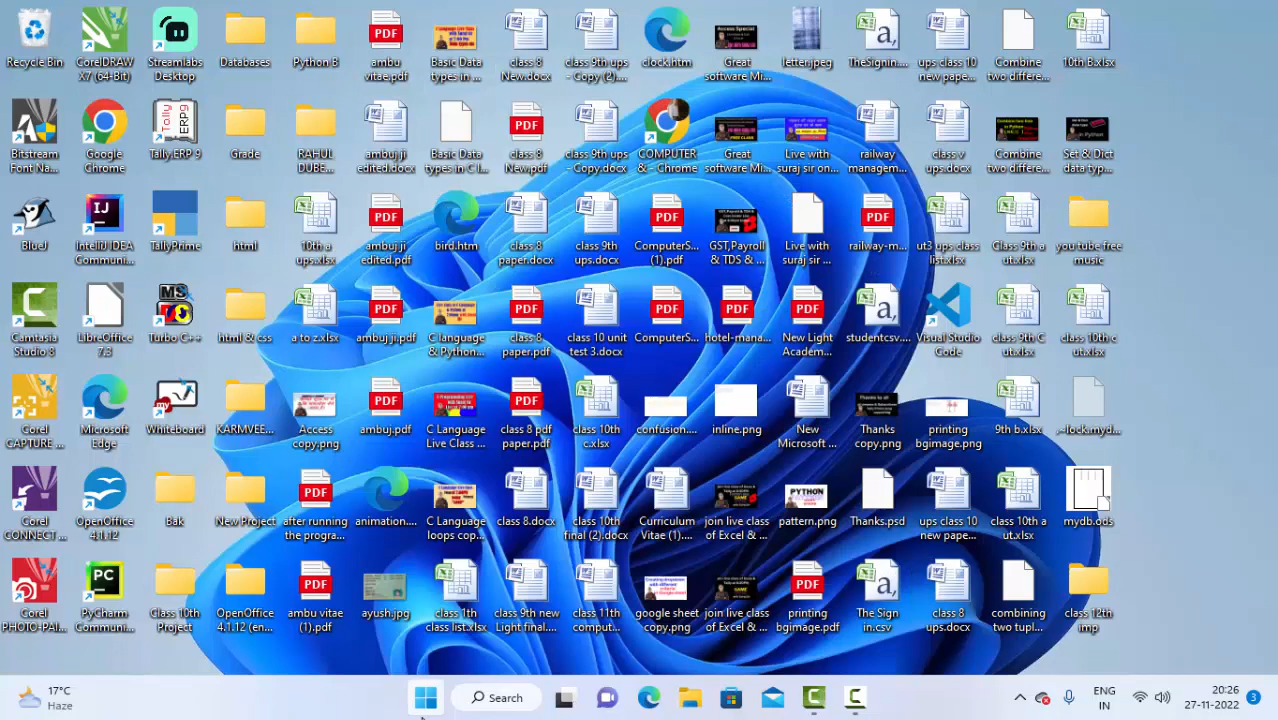 Recycle Bin
CorelDRAW X7 (64-Bit)
Streamlabs Desktop
Databases
ambu vitae.pdf
Basic Data types in ...
class 8 New.docx
class 9th ups - Copy (2)....
clock.htm
Great software Mi...
letter.jpeg
TheSignin....
ups class 10 new pape...
Combine two differe...
10th B.xlsx
Bitstream FontNa...
Google Chrome
Tally.ERP 9
Grade
RAHUL DUBE...
ambu ji edited.docx
Basic Data types in C l...
class 8 New.pdf
class 9th ups - Copy.docx
COMPUTER & - Chrome
Great software Mi...
Live with suraj sir on...
railway managem...
class v ups.docx
Combine two differe...
Set & Dict data typ...
BlueJ
IntelliJ IDEA Communi...
TallyPrime
html
10th a ups.xlsx
ambuj ji edited.pdf
bird.htm
class 8 paper.docx
class 9th ups.docx
ComputerS... (1).pdf
GST,Payroll & TDS & ...
Live with suraj sir ...
railway-m...
ut3 ups class list.xlsx
Class 9th a ut.xlsx
you tube free music
Camtasia Studio 8
LibreOffice 7.3
Turbo C++
html & css
a to z.xlsx
ambuj ji.pdf
C language & Python...
class 8 paper.pdf
class 10 unit test 3.docx
ComputerS...
hotel-mana...
New Light Academ...
studentcsv....
Visual Studio Code
class 9th C ut.xlsx
class 10th c ut.xlsx
Corel CAPTURE ...
Microsoft Edge
KARMVEE...
Access copy.png
ambuj.pdf
C Language Live Class ...
class 8 pdf paper.pdf
class 10th c.xlsx
confusion....
inline.png
New Microsoft ...
Thanks copy.png
printing bgimage.png
9th b.xlsx
.~lock.myd...
Corel CONNECT ...
OpenOffice 4.1.12
Bak
New Project
after running the progra...
animation....
C Language loops cop...
class 8.docx
class 10th final (2).docx
Curriculum Vitae (1)....
join live class of Excel & ...
pattern.png
Thanks.psd
ups class 10 new pape...
class 10th a ut.xlsx
mydb.ods
PHOTO-PAI...
PyCharm Communi...
Class 10th Project
OpenOffice 4.1.12 (en...
ambu vitae (1).pdf
ayush.jpg
class 1th class list.xlsx
class 9th new Light final....
class 11th comput...
google sheet copy.png
join live class of Excel & ...
printing bgimage.pdf
The Sign in.csv
class 8 ups.docx
combining two tupl...
class 12th imp
17°C
Haze
Search
ENG
IN
20:29
27-11-2023
3